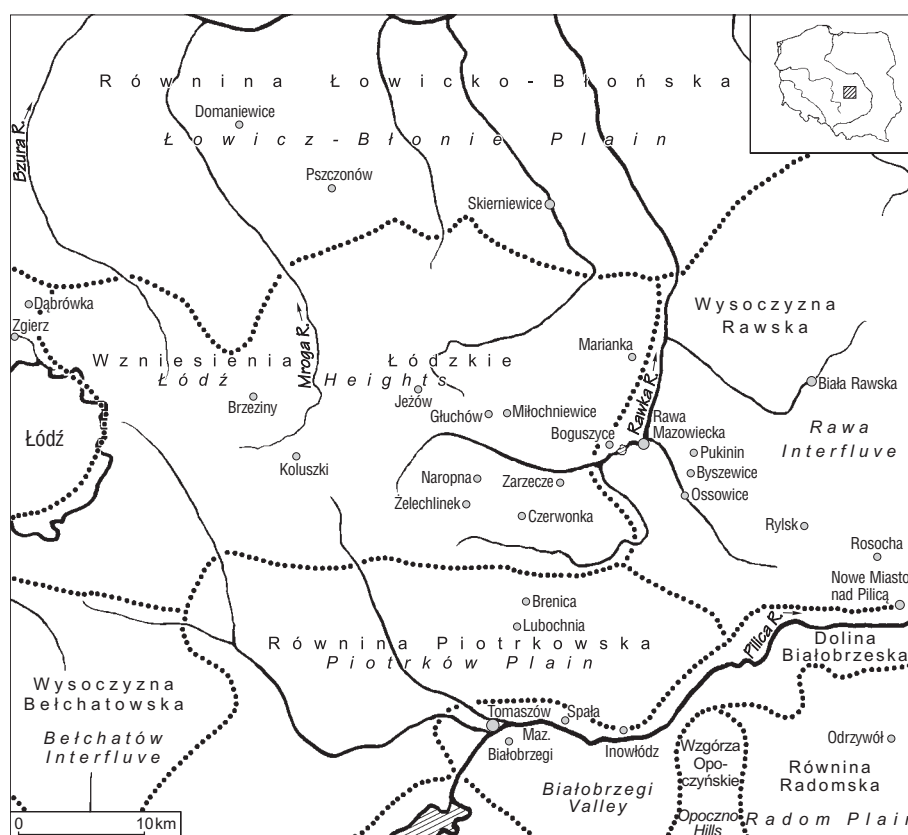 Równina Łowicko-Błońska
Domaniewice
Łowicz-Błonie Plain
Bzura R.
Pszczonów
Skierniewice
Dąbrówka
Zgierz
Wysoczyzna
Rawska
Wzniesienia Łódzkie
Łódź Heights
Mroga R.
Marianka
Rawka R.
Biała Rawska
Brzeziny
Jeżów
Głuchów
Miłochniewice
Boguszyce
Rawa
Mazowiecka
Rawa
Interfluve
Łódź
Koluszki
Pukinin
Byszewice
Ossowice
Naropna
Zarzecze
Żelechlinek
Czerwonka
Rylsk
Rosocha
Nowe Miasto
nad Pilicą
Brenica
Lubochnia
Pilica R.
Równina Piotrkowska
Piotrków Plain
Dolina
Białobrzeska
Wysoczyzna
Bełchatowska
Bełchatów
Interfluve
Tomaszów
Maz.
Spała
Białobrzegi
Inowłódz
Wzgórza
Opo-
czyńskie
Odrzywół
Równina
Radomska
Białobrzegi
Valley
Opoczno
Hills
Radom Plain
0 10 km